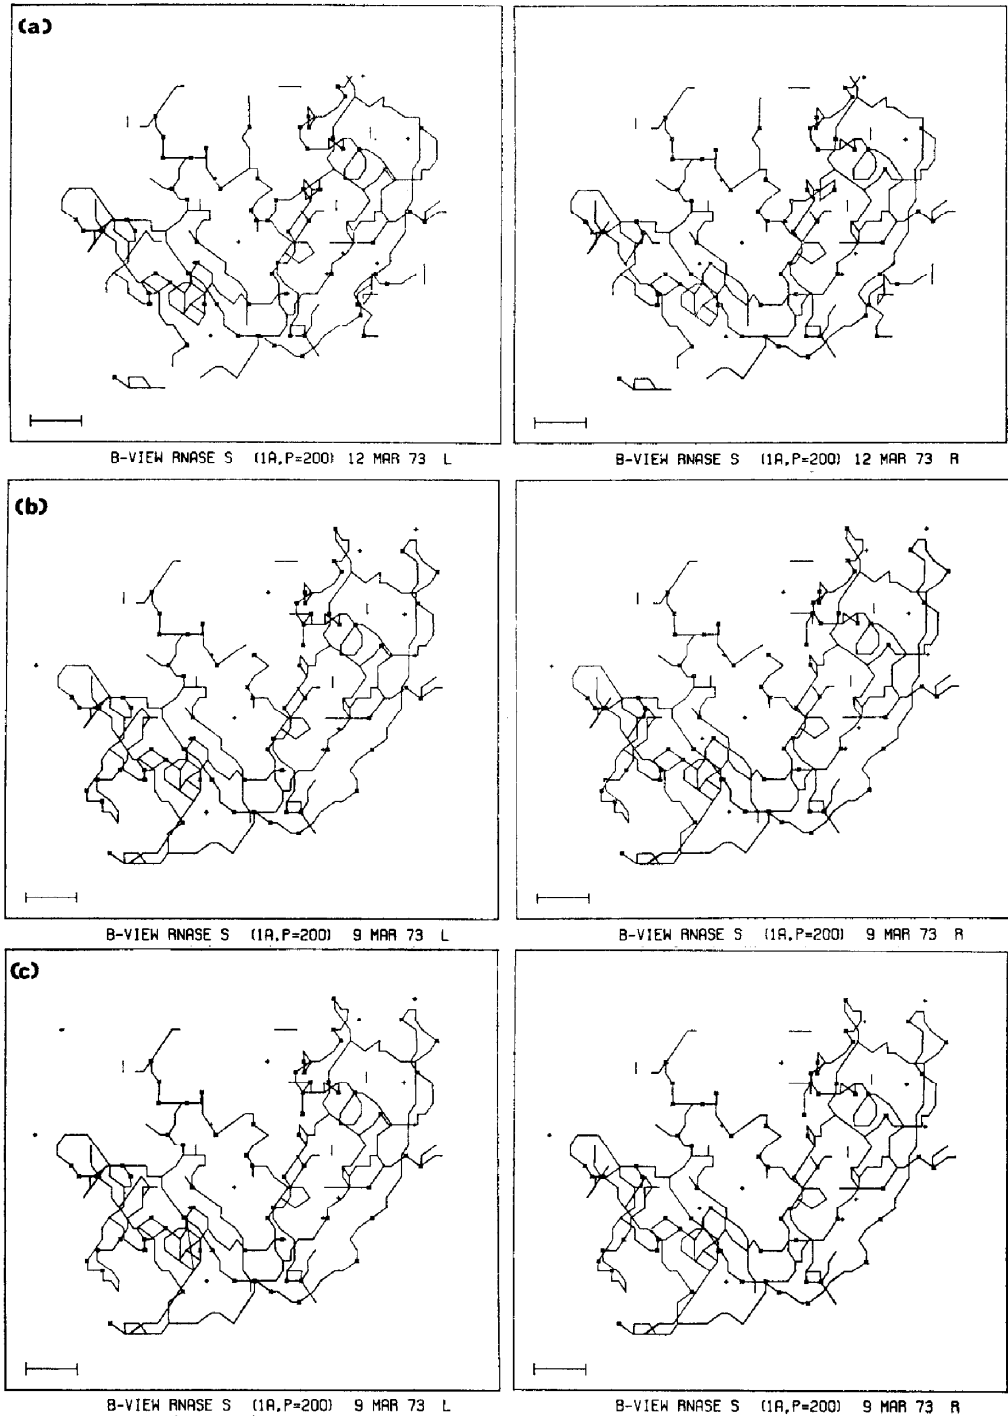 (a)
B-VIEW RNASE S (1A,P=200) 12 MAR 73 L
B-VIEW RNASE S (1A,P=200) 12 MAR 73 R
(b)
B-VIEW RNASE S (1A,P=200) 9 MAR 73 L
B-VIEW RNASE S (1A,P=200) 9 MAR 73 R
(c)
B-VIEW RNASE S (1A,P=200) 9 MAR 73 L
B-VIEW RNASE S (1A,P=200) 9 MAR 73 R